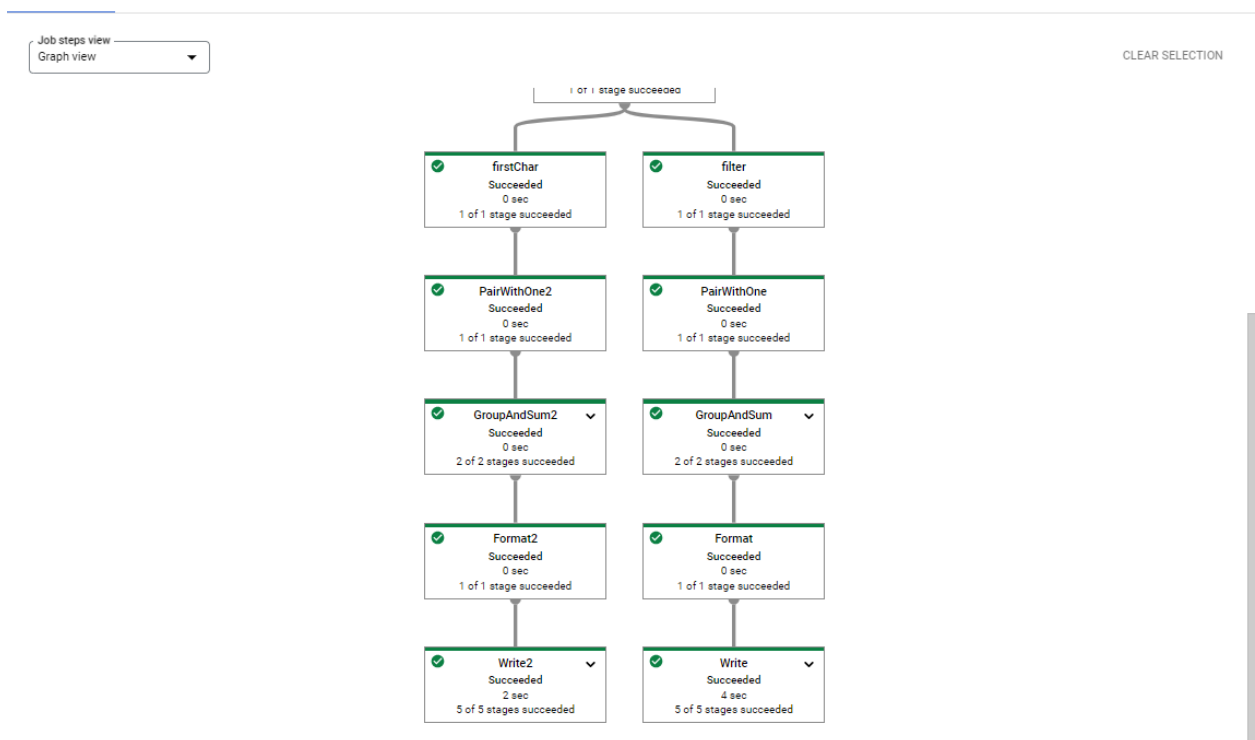 Job steps view
Graph view
CLEAR SELECTION
1 of 1 stage succeeded
firstChar
Succeeded
0 sec
1 of 1 stage succeeded
filter
Succeeded
0 sec
1 of 1 stage succeeded
PairWithOne2
Succeeded
0 sec
1 of 1 stage succeeded
PairWithOne
Succeeded
0 sec
1 of 1 stage succeeded
GroupAndSum2
Succeeded
0 sec
2 of 2 stages succeeded
GroupAndSum
Succeeded
0 sec
2 of 2 stages succeeded
Format2
Succeeded
0 sec
1 of 1 stage succeeded
Format
Succeeded
0 sec
1 of 1 stage succeeded
Write2
Succeeded
2 sec
5 of 5 stages succeeded
Write
Succeeded
4 sec
5 of 5 stages succeeded